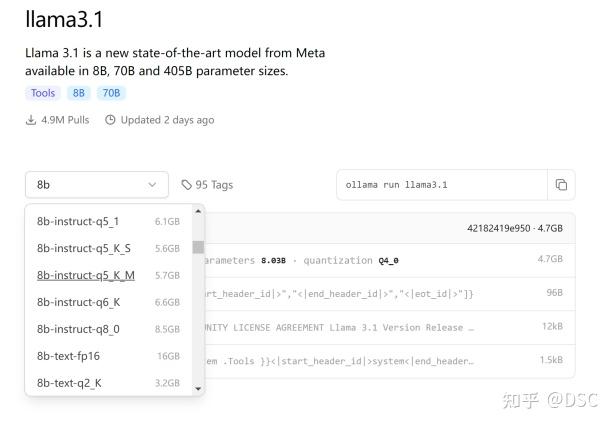 llama3.1
Llama 3.1 is a new state-of-the-art model from Meta
available in 8B, 70B and 405B parameter sizes.
Tools 8B 70B
4.9M Pulls Updated 2 days ago
8b 95 Tags ollama run llama3.1
8b-instruct-q5_1 6.1GB 42182419e950 · 4.7GB
8b-instruct-q5_K_S 5.6GB
arameters 8.03B · quantization Q4_0 4.7GB
8b-instruct-q5_K_M 5.7GB
art_header_id|>","<|end_header_id|>","<|eot_id|>"]} 96B
8b-instruct-q6_K 6.6GB
8b-instruct-q8_0 8.5GB UNITY LICENSE AGREEMENT Llama 3.1 Version Release … 12kB
8b-text-fp16 16GB tem .Tools }}<|start_header_id|>system<|end_header… 1.5kB
8b-text-q2_K 3.2GB
知乎 @DSC